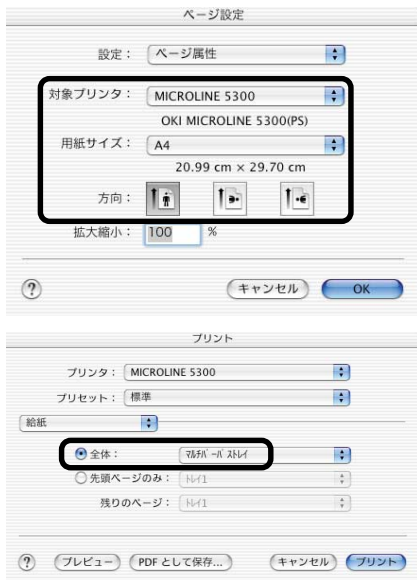 ページ設定
設定： ページ属性
対象プリンタ： MICROLINE 5300
OKI MICROLINE 5300(PS)
用紙サイズ： A4
20.99 cm × 29.70 cm
方向：
拡大縮小： 100 %
? キャンセル OK
プリント
プリンタ： MICROLINE 5300
プリセット： 標準
給紙
全体： ﾏﾙﾁﾊﾟｰﾊﾟｽﾄﾚｲ
先頭ページのみ： ﾄﾚｲ1
残りのページ： ﾄﾚｲ1
? プレビュー PDF として保存... キャンセル プリント